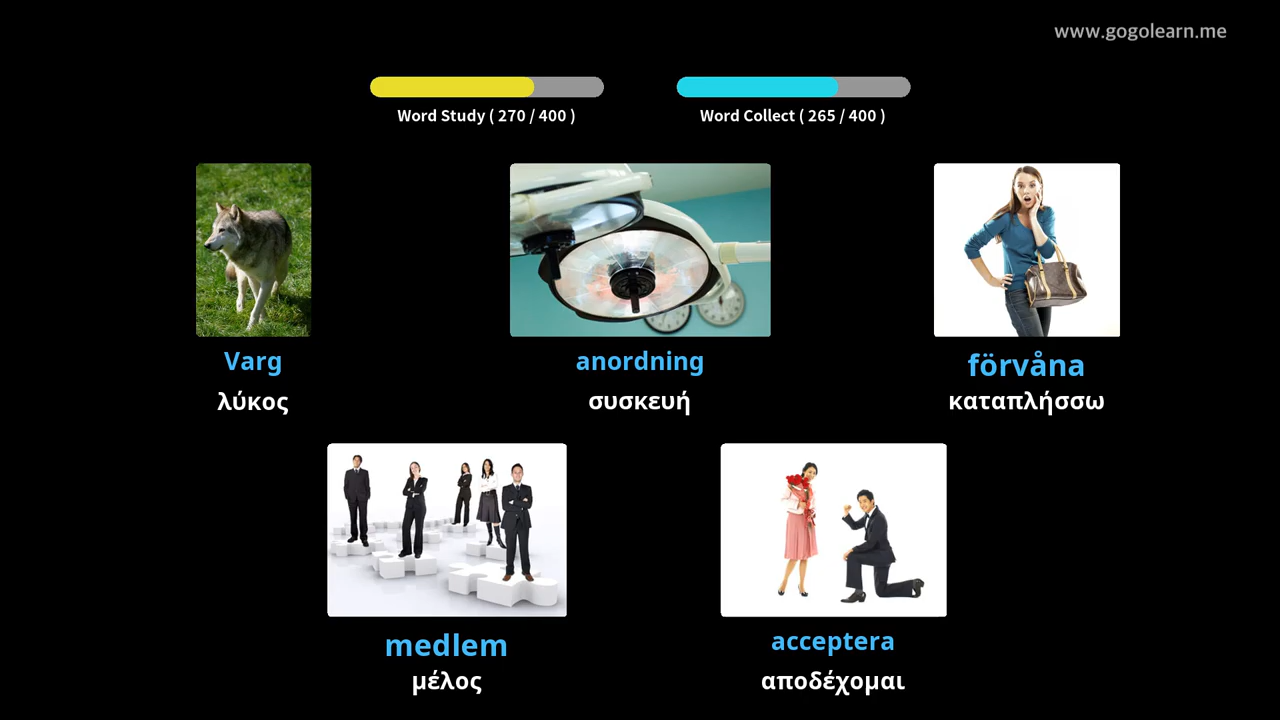 www.gogolearn.me
Word Study ( 270 / 400 )
Word Collect ( 265 / 400 )
Varg
λύκος
anordning
συσκευή
förvåna
καταπλήσσω
medlem
μέλος
acceptera
αποδέχομαι